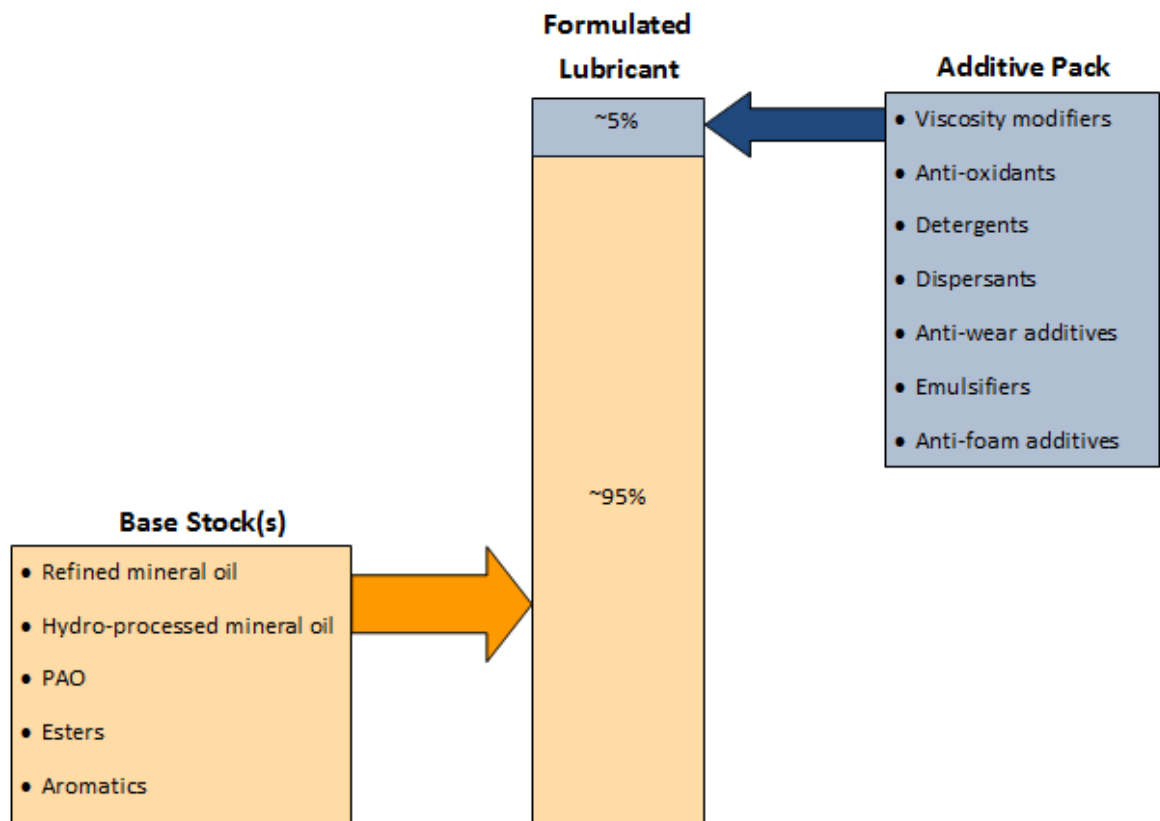 Formulated
Lubricant
~5%
~95%
Additive Pack
• Viscosity modifiers
• Anti-oxidants
• Detergents
• Dispersants
• Anti-wear additives
• Emulsifiers
• Anti-foam additives
Base Stock(s)
• Refined mineral oil
• Hydro-processed mineral oil
• PAO
• Esters
• Aromatics